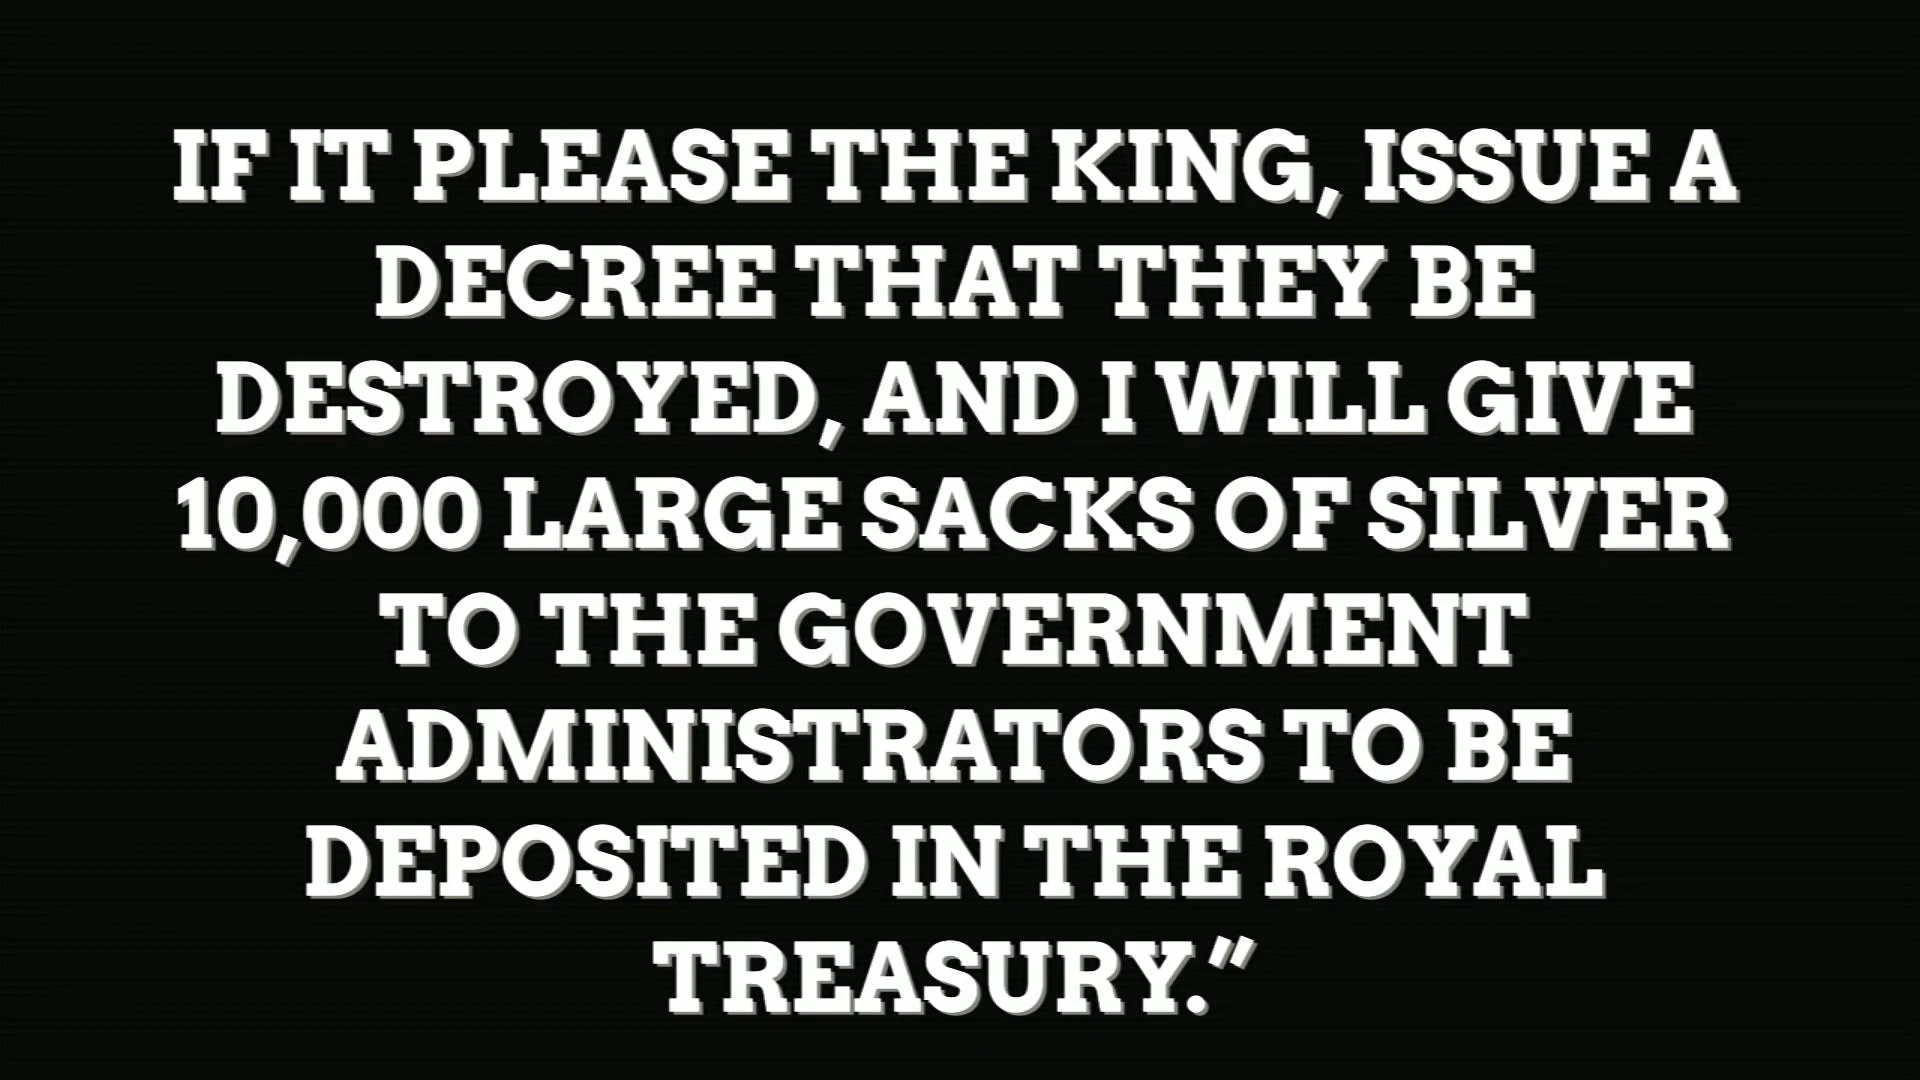 IF IT PLEASE THE KING, ISSUE A
DECREE THAT THEY BE
DESTROYED, AND I WILL GIVE
10,000 LARGE SACKS OF SILVER
TO THE GOVERNMENT
ADMINISTRATORS TO BE
DEPOSITED IN THE ROYAL
TREASURY.”